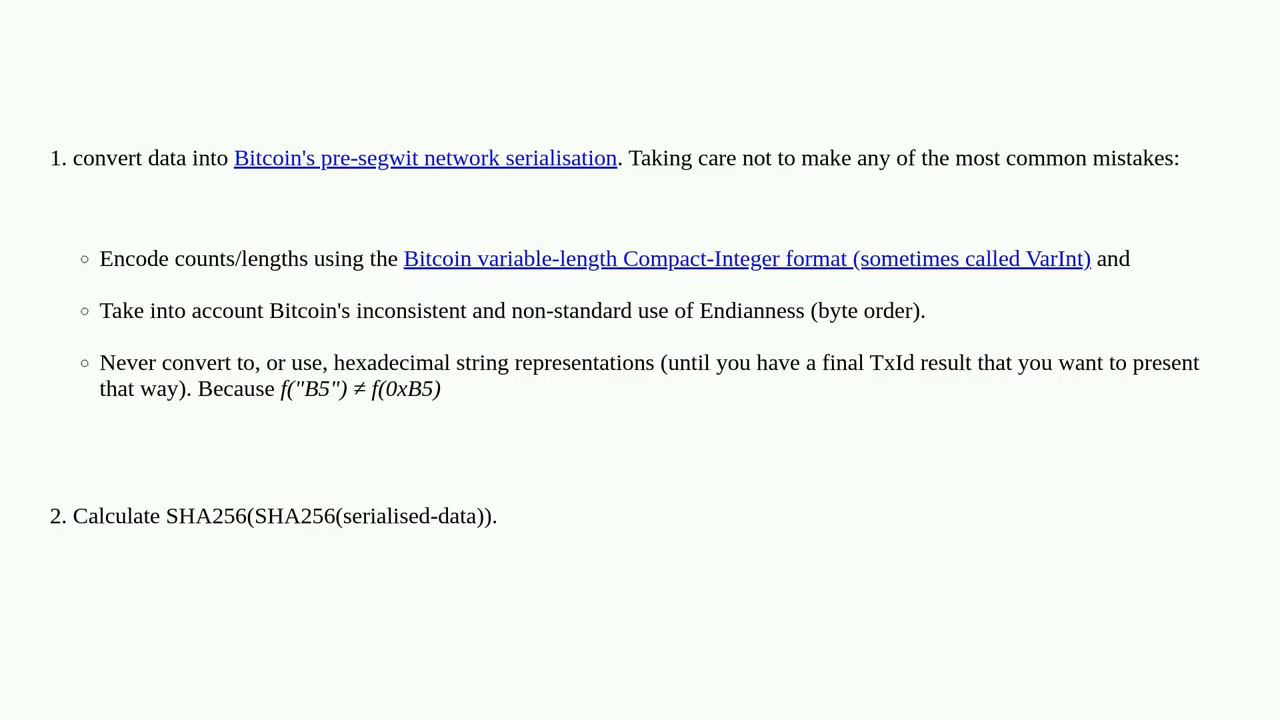 1. convert data into Bitcoin's pre-segwit network serialisation. Taking care not to make any of the most common mistakes:
◦ Encode counts/lengths using the Bitcoin variable-length Compact-Integer format (sometimes called VarInt) and
◦ Take into account Bitcoin's inconsistent and non-standard use of Endianness (byte order).
◦ Never convert to, or use, hexadecimal string representations (until you have a final TxId result that you want to present
that way). Because f("B5") ≠ f(0xB5)
2. Calculate SHA256(SHA256(serialised-data)).